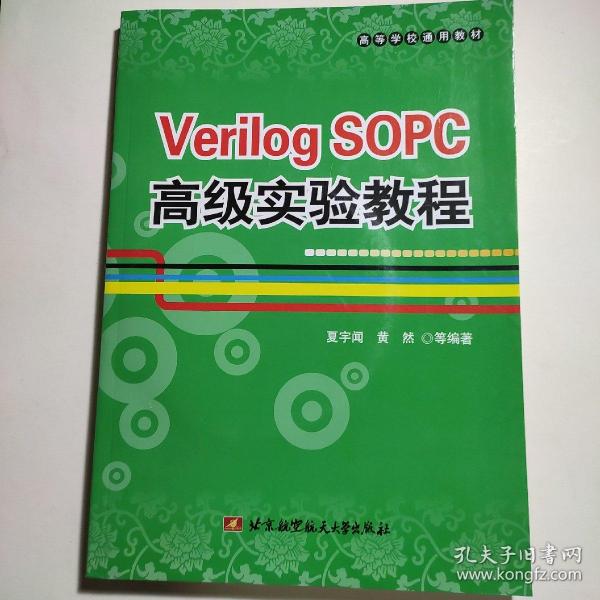 高等学校通用教材
Verilog SOPC
高级实验教程
夏宇闻 黄然 ◎等编著
北京航空航天大学出版社
孔夫子旧书网
www.kongfz.com